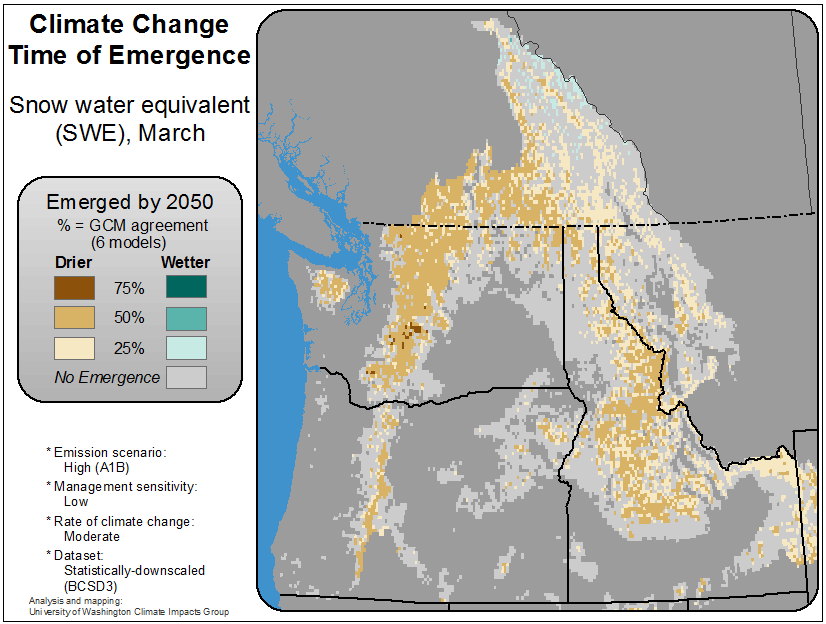 Climate Change
Time of Emergence
Snow water equivalent
(SWE), March
Emerged by 2050
% = GCM agreement
(6 models)
Drier Wetter
75%
50%
25%
No Emergence
* Emission scenario:
High (A1B)
* Management sensitivity:
Low
* Rate of climate change:
Moderate
* Dataset:
Statistically-downscaled
(BCSD3)
Analysis and mapping:
University of Washington Climate Impacts Group